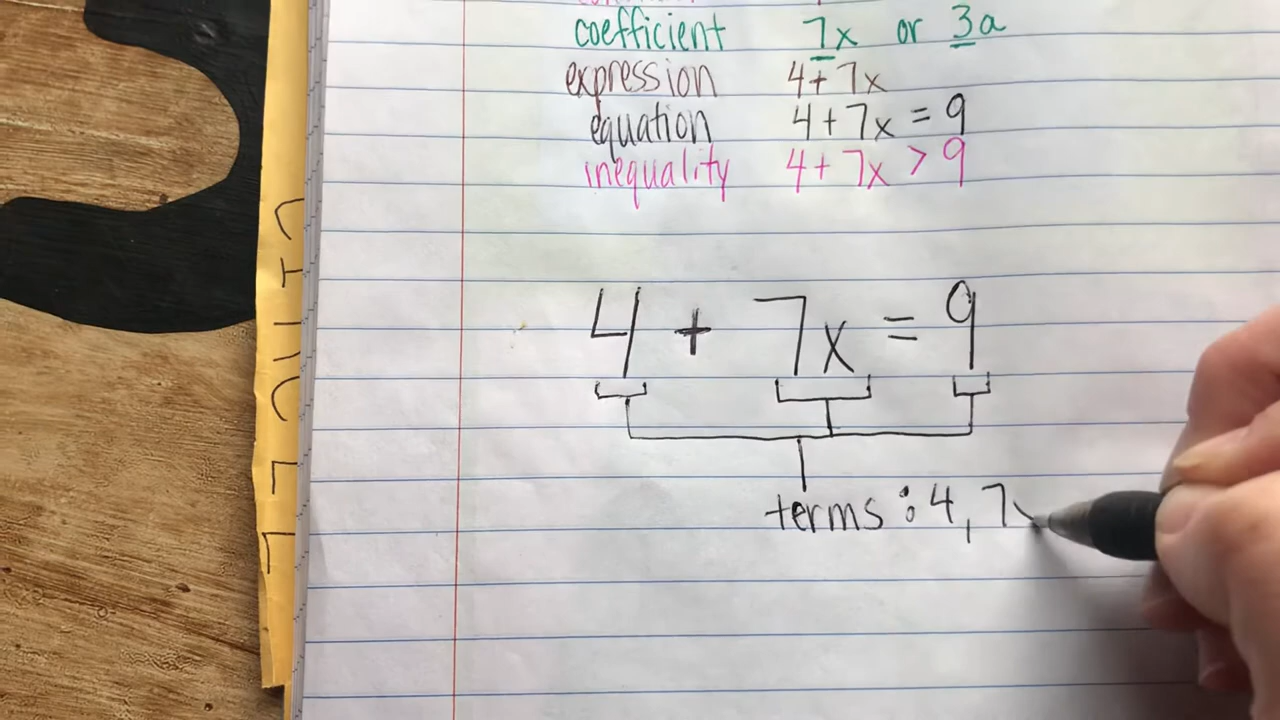 coefficient 7x or 3a
expression 4+7x
equation 4+7x = 9
inequality 4+7x > 9
4 + 7x = 9
terms : 4, 7